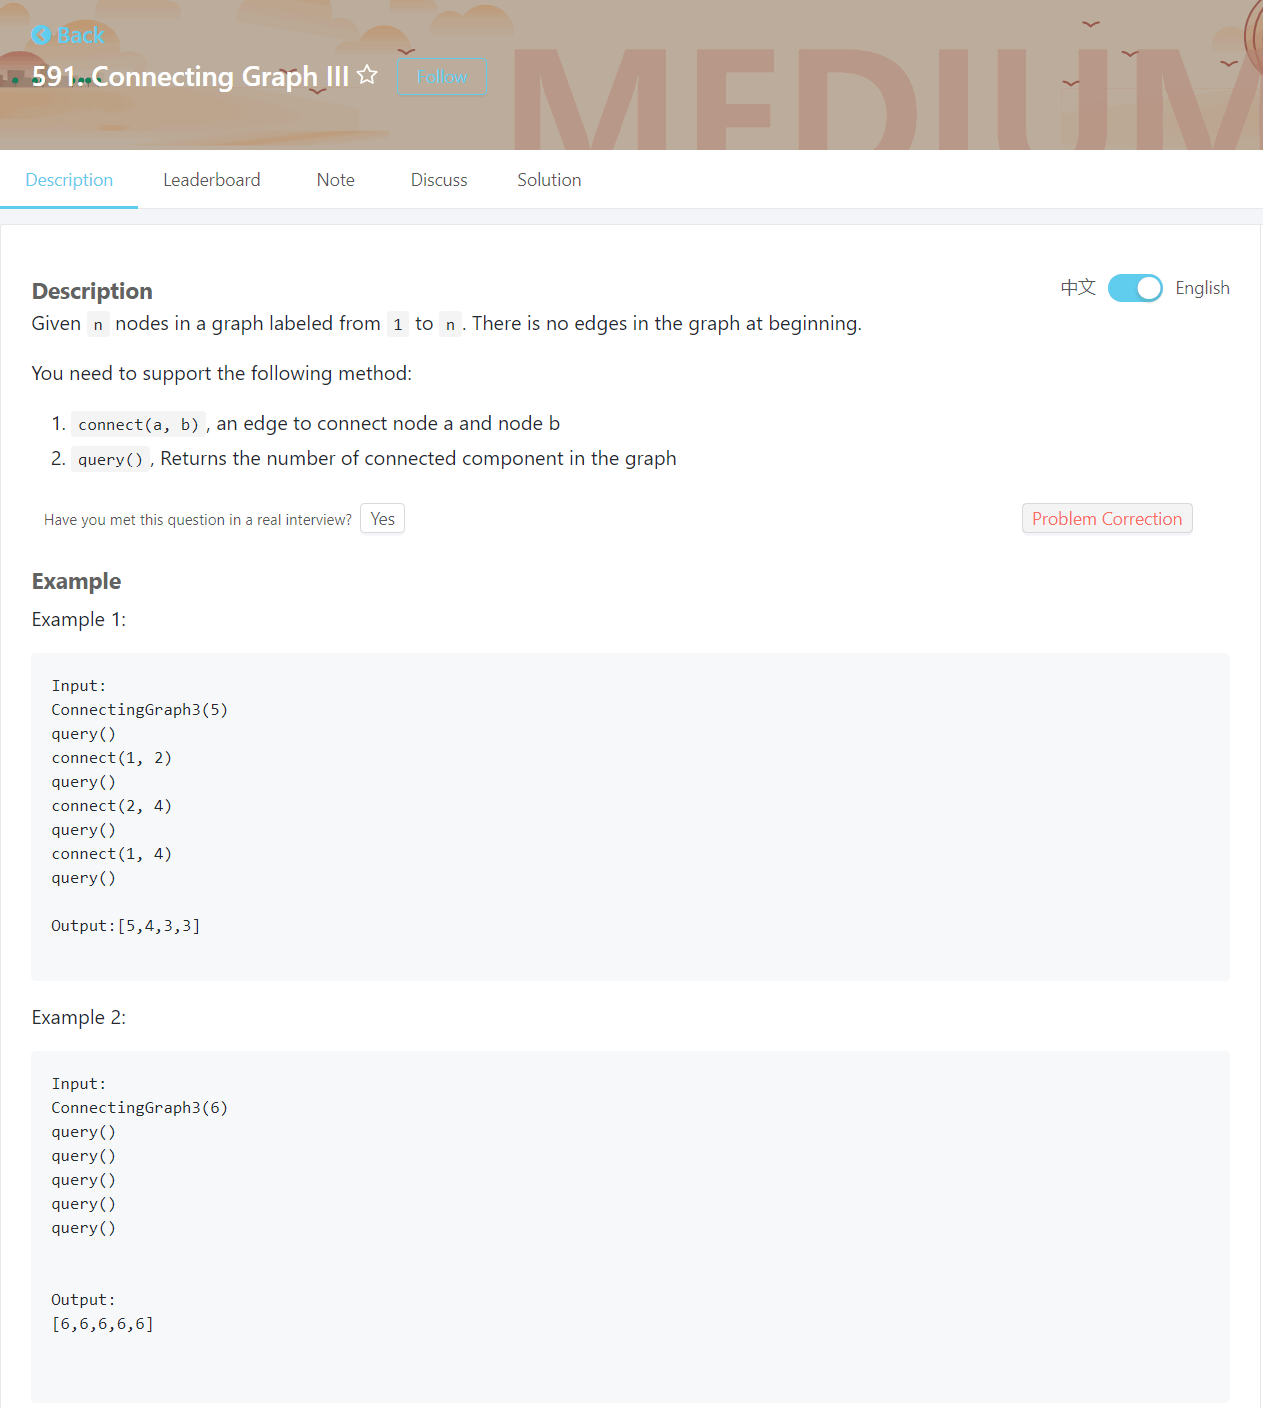 Back
591. Connecting Graph III
Follow
MEDIUM
Description Leaderboard Note Discuss Solution
Description
中文 English
Given n nodes in a graph labeled from 1 to n. There is no edges in the graph at beginning.
You need to support the following method:
1. connect(a, b), an edge to connect node a and node b
2. query(), Returns the number of connected component in the graph
Have you met this question in a real interview? Yes
Problem Correction
Example
Example 1:
Input:
ConnectingGraph3(5)
query()
connect(1, 2)
query()
connect(2, 4)
query()
connect(1, 4)
query()
Output:[5,4,3,3]
Example 2:
Input:
ConnectingGraph3(6)
query()
query()
query()
query()
query()
Output:
[6,6,6,6,6]